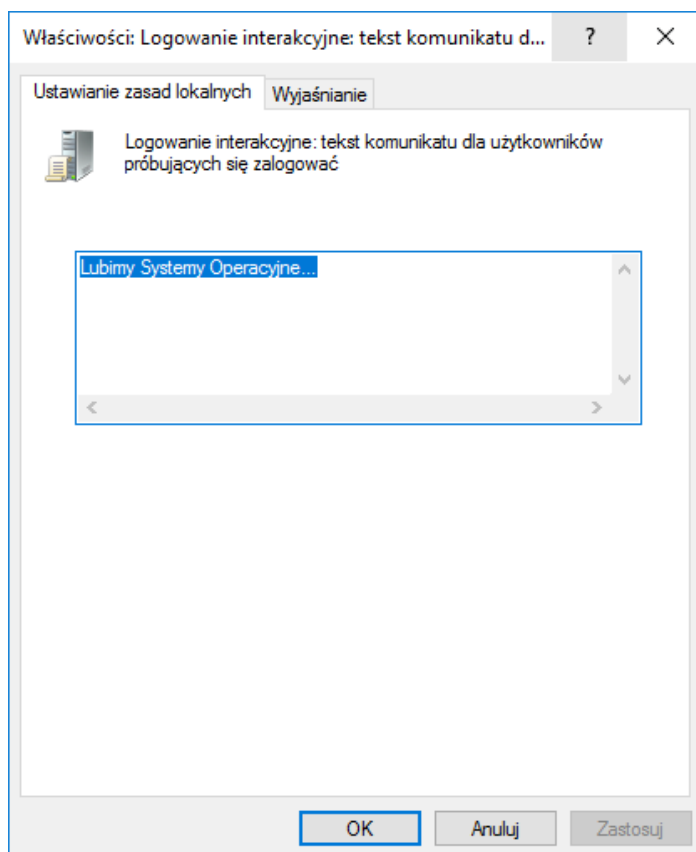 Właściwości: Logowanie interakcyjne: tekst komunikatu d... ?
Ustawianie zasad lokalnych Wyjaśnianie
Logowanie interakcyjne: tekst komunikatu dla użytkowników
próbujących się zalogować
Lubimy Systemy Operacyjne...
OK Anuluj Zastosuj